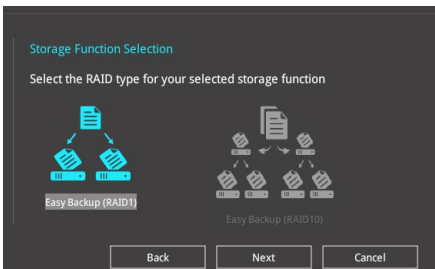 Storage Function Selection
Select the RAID type for your selected storage function
Easy Backup (RAID1)
Easy Backup (RAID10)
Back
Next
Cancel